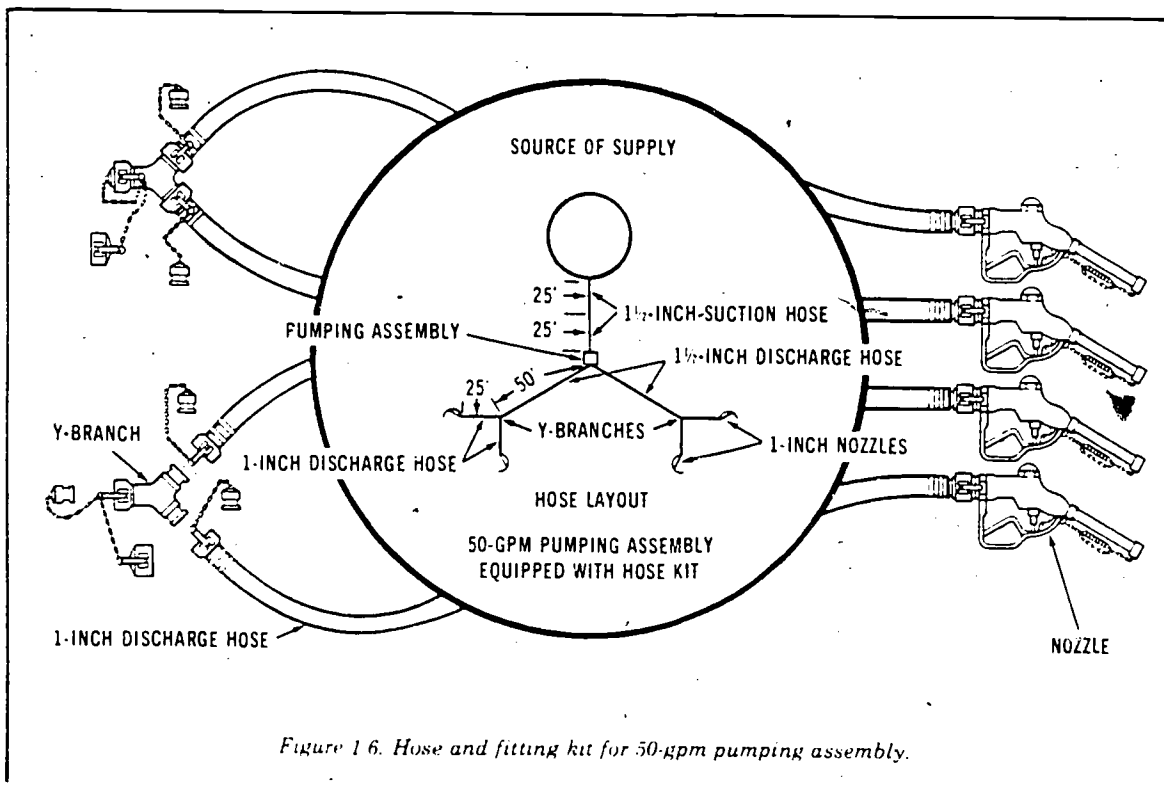 SOURCE OF SUPPLY
25'
25'
1½-INCH-SUCTION HOSE
PUMPING ASSEMBLY
1½-INCH DISCHARGE HOSE
50'
25'
Y-BRANCH
Y-BRANCHES
1-INCH DISCHARGE HOSE
1-INCH NOZZLES
HOSE LAYOUT
50-GPM PUMPING ASSEMBLY
EQUIPPED WITH HOSE KIT
1-INCH DISCHARGE HOSE
NOZZLE
Figure 1 6. Hose and fitting kit for 50-gpm pumping assembly.